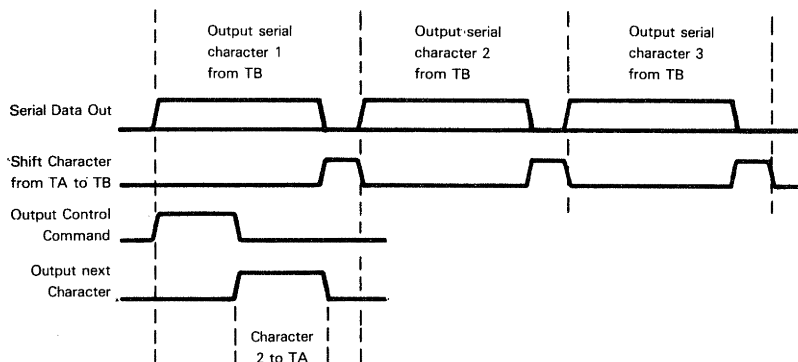 Output serial
character 1
from TB
Output serial
character 2
from TB
Output serial
character 3
from TB
Serial Data Out
Shift Character
from TA to TB
Output Control
Command
Output next
Character
Character
2 to TA